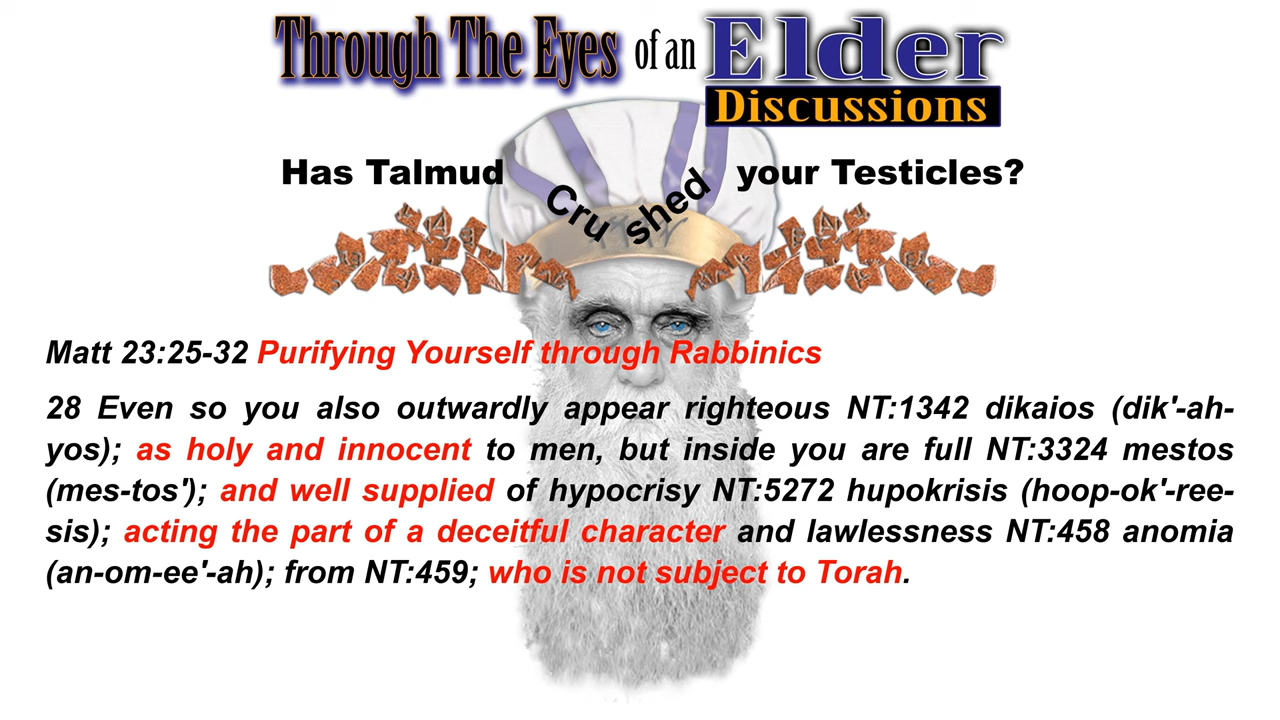 Through The Eyes of an Elder
Discussions
Has Talmud Crushed your Testicles?
Matt 23:25-32 Purifying Yourself through Rabbinics
28 Even so you also outwardly appear righteous NT:1342 dikaios (dik'-ah-
yos); as holy and innocent to men, but inside you are full NT:3324 mestos
(mes-tos'); and well supplied of hypocrisy NT:5272 hupokrisis (hoop-ok'-ree-
sis); acting the part of a deceitful character and lawlessness NT:458 anomia
(an-om-ee'-ah); from NT:459; who is not subject to Torah.